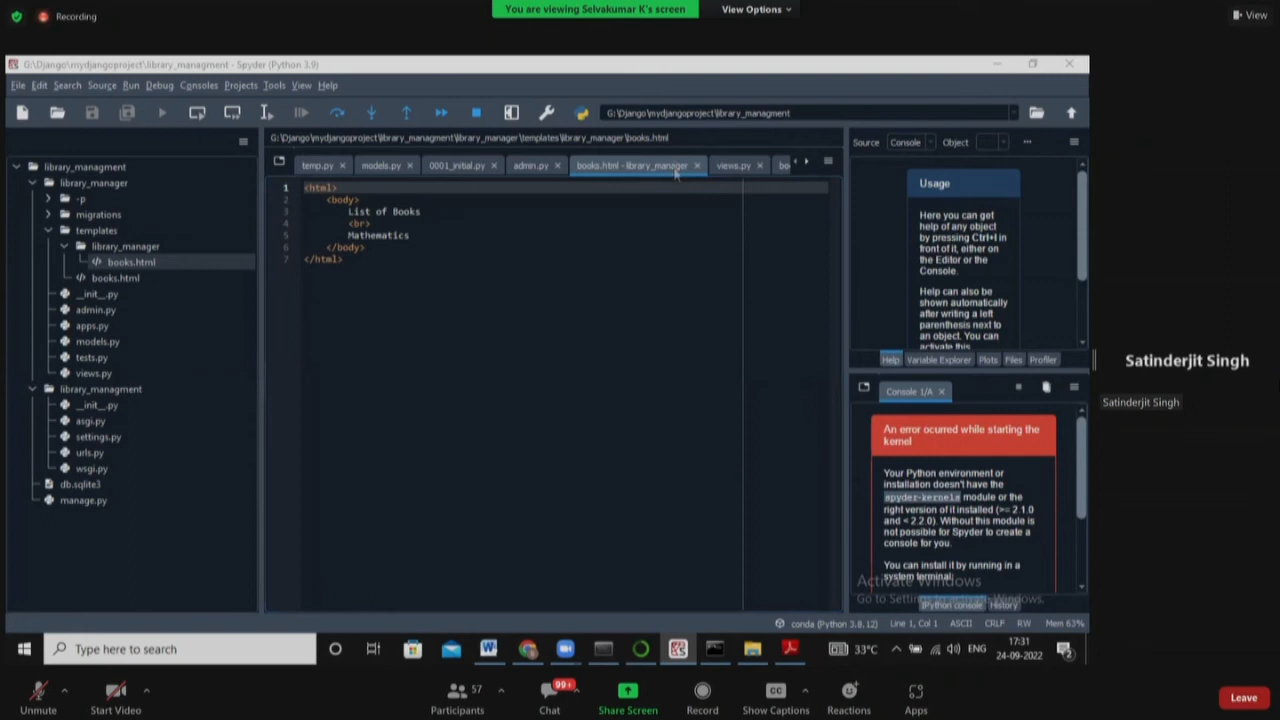 Recording
You are viewing Selvakumar K's screen
View Options
View
G:\Django\mydjangoproject\library_managment - Spyder (Python 3.9)
File Edit Search Source Run Debug Consoles Projects Tools View Help
G:\Django\mydjangoproject\library_managment
G:\Django\mydjangoproject\library_managment\library_manager\templates\library_manager\books.html
temp.py models.py 0001_initial.py admin.py books.html - library_manager views.py
library_managment
library_manager
-p
migrations
templates
library_manager
books.html
books.html
__init__.py
admin.py
apps.py
models.py
tests.py
views.py
library_managment
__init__.py
asgi.py
settings.py
urls.py
wsgi.py
db.sqlite3
manage.py
1 <html>
2 <body>
3 List of Books
4 <br>
5 Mathematics
6 </body>
7 </html>
Source Console Object
Usage
Here you can get
help of any object
by pressing Ctrl+I in
front of it, either on
the Editor or the
Console.
Help can also be
shown automatically
after writing a left
parenthesis next to
an object. You can
activate this
Help Variable Explorer Plots Files Profiler
Console 1/A
An error ocurred while starting the
kernel
Your Python environment or
installation doesn't have the
spyder-kernels module or the
right version of it installed (>= 2.1.0
and < 2.2.0). Without this module is
not possible for Spyder to create a
console for you.
You can install it by running in a
system terminal:
Activate Windows
Go to Settings to activate Windows.
IPython console History
conda (Python 3.8.12) Line 1, Col 1 ASCII CRLF RW Mem 63%
Satinderjit Singh
Satinderjit Singh
Type here to search
33°C
ENG
17:31
24-09-2022
2
Unmute
Start Video
57
Participants
99+
Chat
Share Screen
Record
CC
Show Captions
Reactions
Apps
Leave